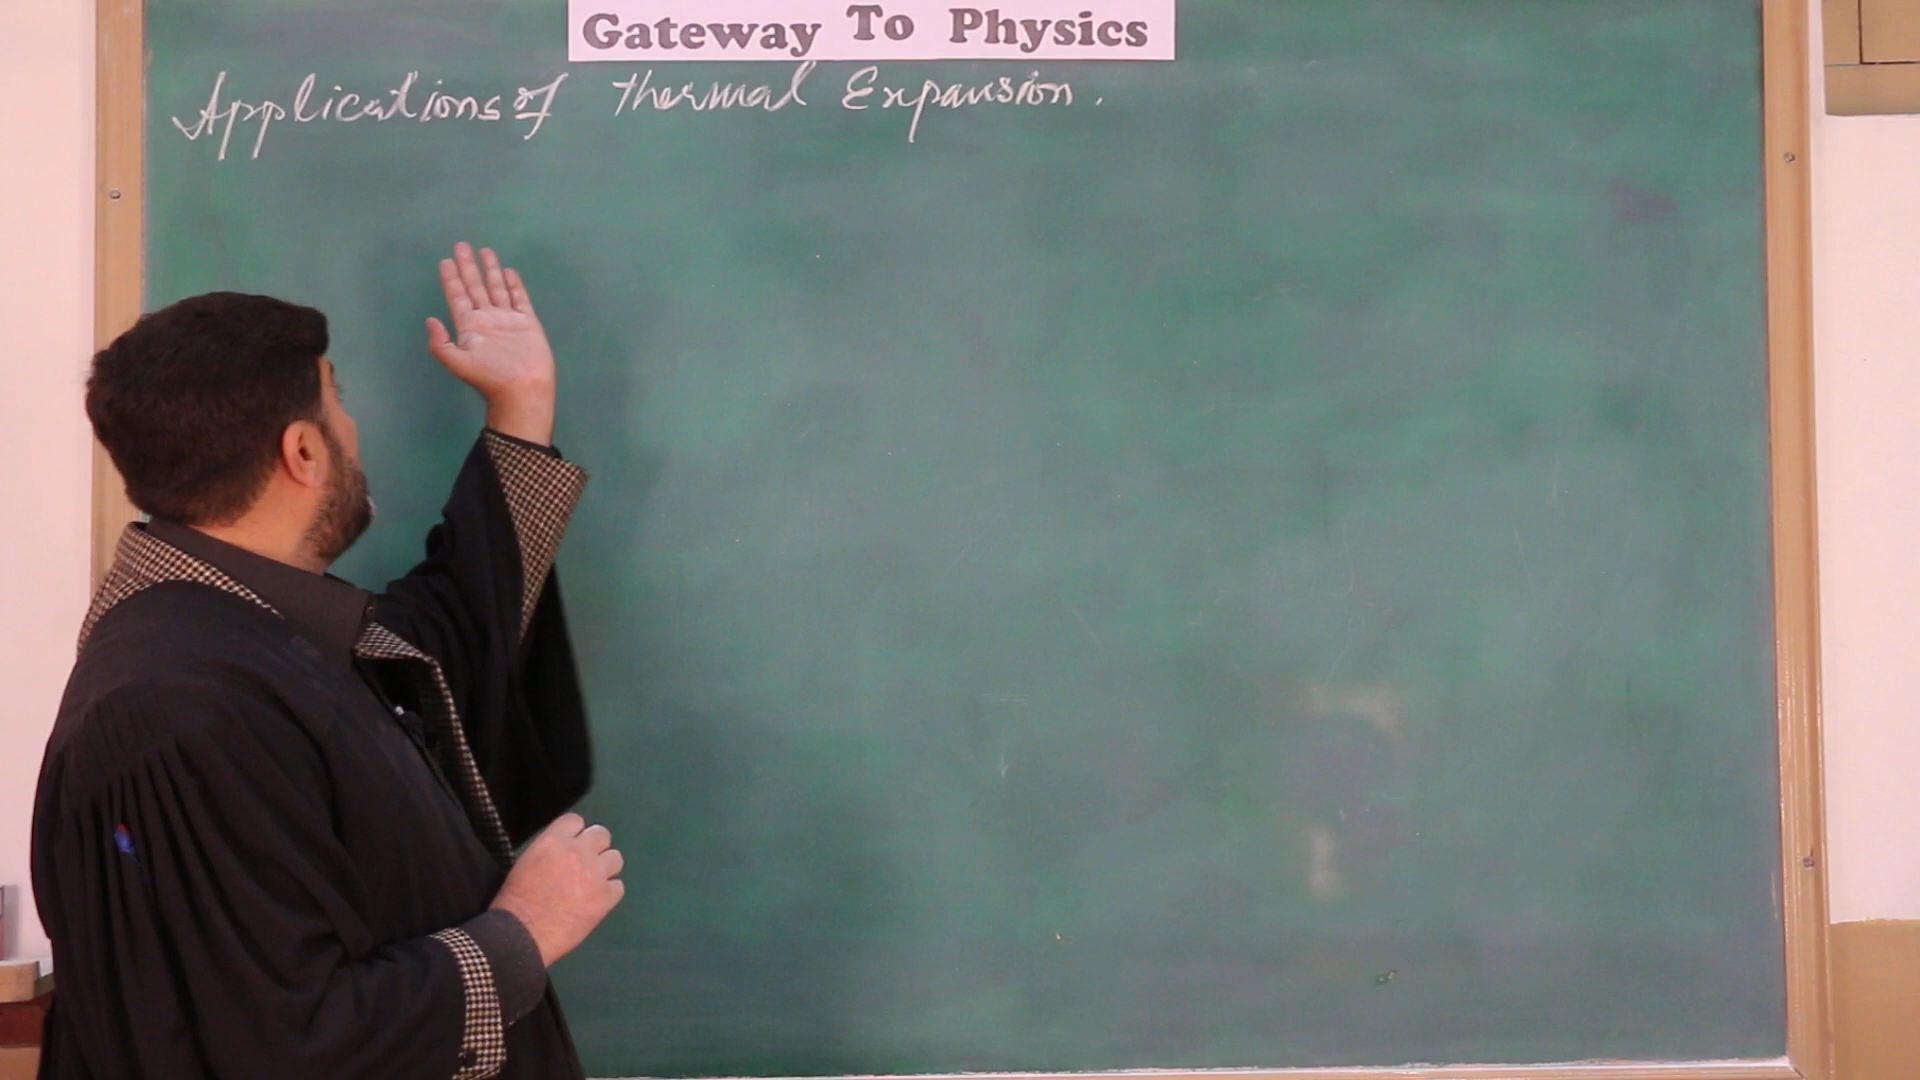 Gateway To Physics
Applications of thermal Expansion.